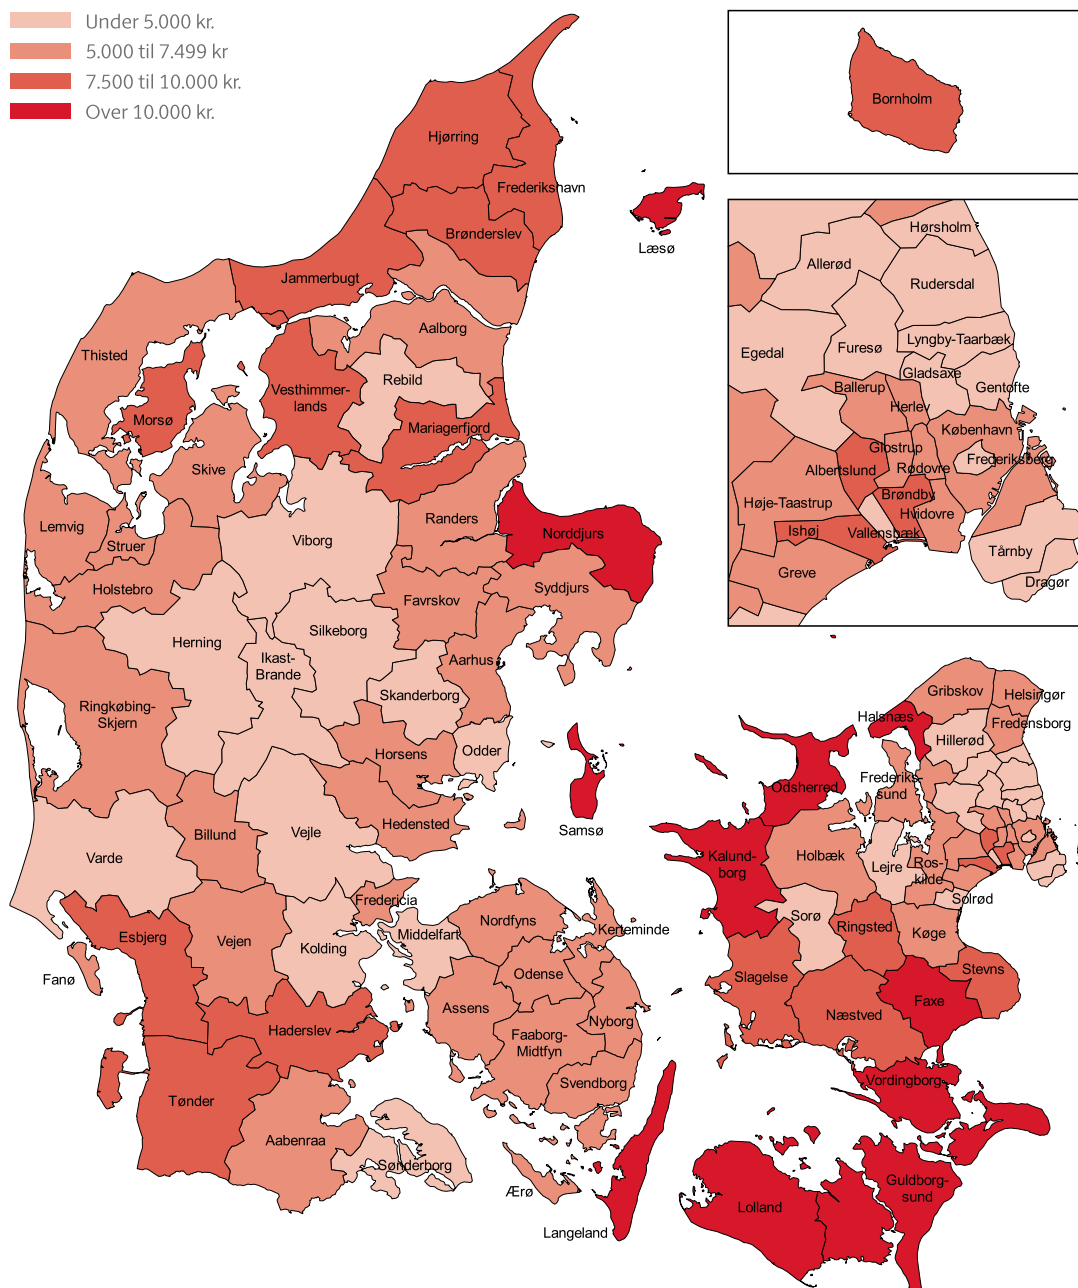 Under 5.000 kr.
5.000 til 7.499 kr
7.500 til 10.000 kr.
Over 10.000 kr.
Bornholm
Hjørring
Frederikshavn
Brønderslev
Læsø
Jammerbugt
Aalborg
Thisted
Rebild
Vesthimmer-
lands
Morsø
Mariagerfjord
Skive
Randers
Lemvig
Struer
Viborg
Norddjurs
Holstebro
Favrskov
Syddjurs
Silkeborg
Herning
Ikast-
Brande
Aarhus
Skanderborg
Ringkøbing-
Skjern
Horsens
Odder
Hedensted
Samsø
Billund
Vejle
Varde
Fredericia
Esbjerg
Vejen
Kolding
Middelfart
Nordfyns
Kerteminde
Fanø
Odense
Assens
Nyborg
Haderslev
Faaborg-
Midtfyn
Svendborg
Tønder
Aabenraa
Sønderborg
Ærø
Langeland
Hørsholm
Allerød
Rudersdal
Egedal
Furesø
Lyngby-Taarbæk
Gladsaxe
Gentofte
Ballerup
Herlev
København
Glostrup
Frederiksberg
Albertslund
Rødovre
Brøndby
Høje-Taastrup
Hvidovre
Ishøj
Vallensbæk
Tårnby
Greve
Dragør
Gribskov
Helsingør
Halsnæs
Fredensborg
Hillerød
Frederiks-
sund
Odsherred
Kalund-
borg
Holbæk
Lejre
Ros-
kilde
Solrød
Sorø
Ringsted
Køge
Slagelse
Stevns
Faxe
Næstved
Vordingborg
Guldborg-
sund
Lolland